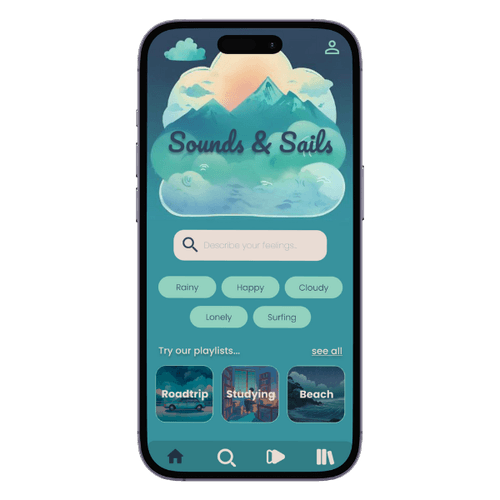 Sounds & Sails
Describe your feelings.
Rainy Happy Cloudy
Lonely Surfing
Try our playlists... see all
Roadtrip Studying Beach